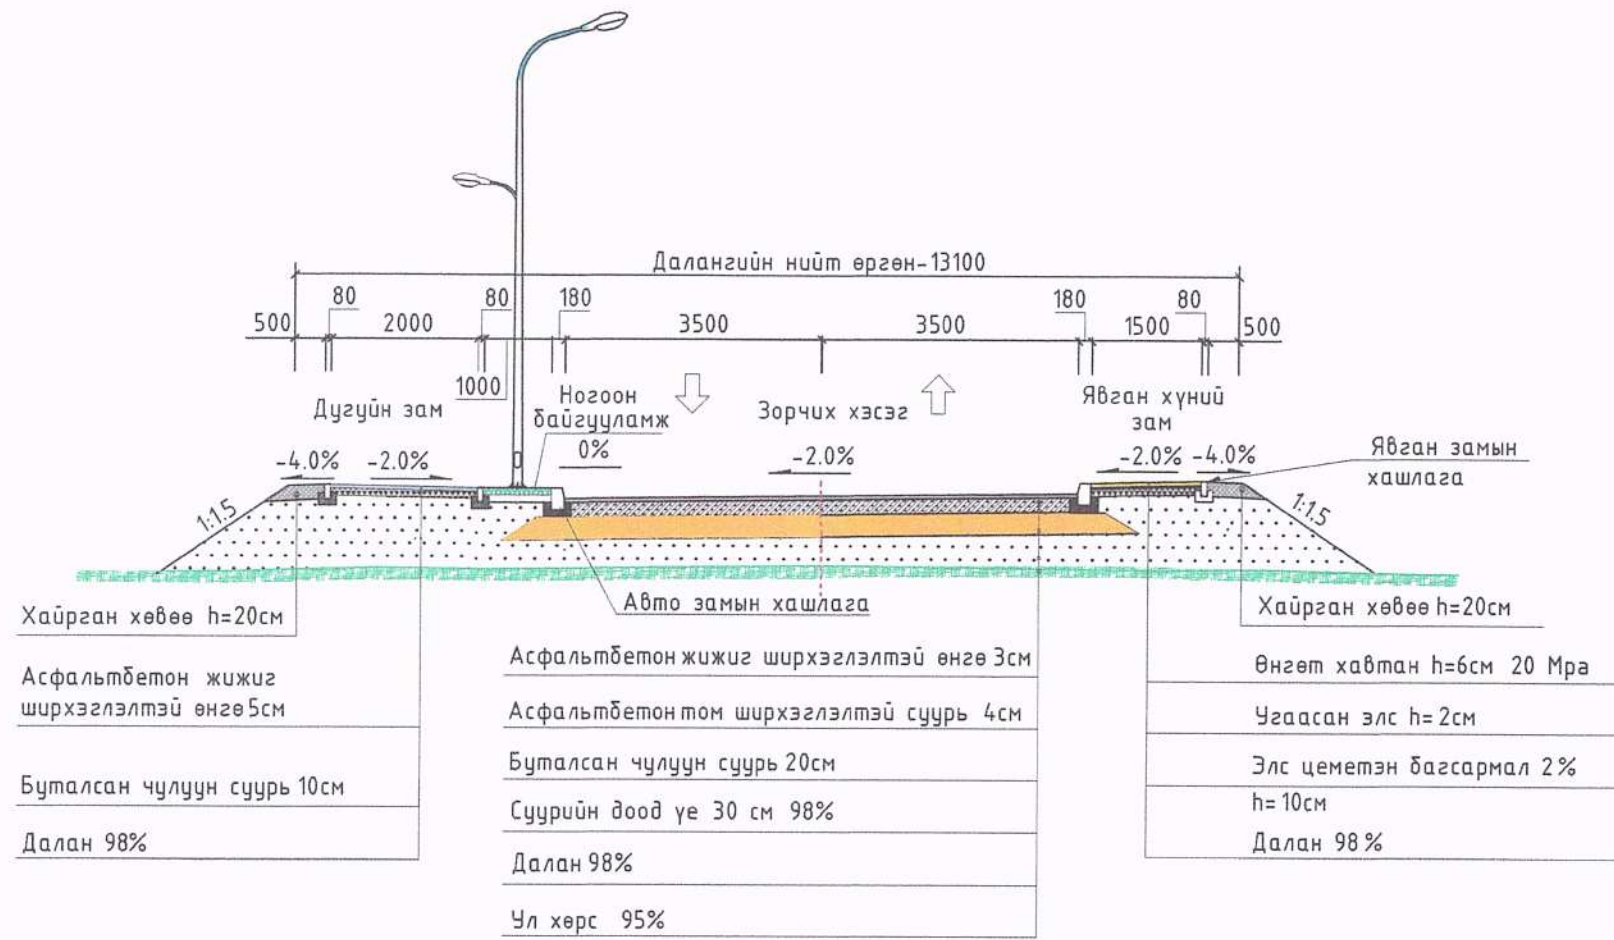 Далангийн нийт өргөн-13100
80
80
180
180
80
500
2000
3500
3500
1500
500
1000
Дугуйн зам
Ногоон
байгууламж
Зорчих хэсэг
Явган хүний
зам
0%
-4.0%
-2.0%
-2.0%
-2.0%
-4.0%
Явган замын
хашлага
1:1.5
1:1.5
Авто замын хашлага
Хайрган хөвөө h=20см
Асфальтбетон жижиг
ширхэглэлтэй өнгө 5см
Буталсан чулуун суурь 10см
Далан 98%
Асфальтбетон жижиг ширхэглэлтэй өнгө 3см
Асфальтбетон том ширхэглэлтэй суурь 4см
Буталсан чулуун суурь 20см
Суурийн доод үе 30 см 98%
Далан 98%
Ул хөрс 95%
Хайрган хөвөө h=20см
Өнгөт хавтан h=6см 20 Мра
Угаасан элс h= 2см
Элс цеметэн багсармал 2%
h= 10см
Далан 98 %